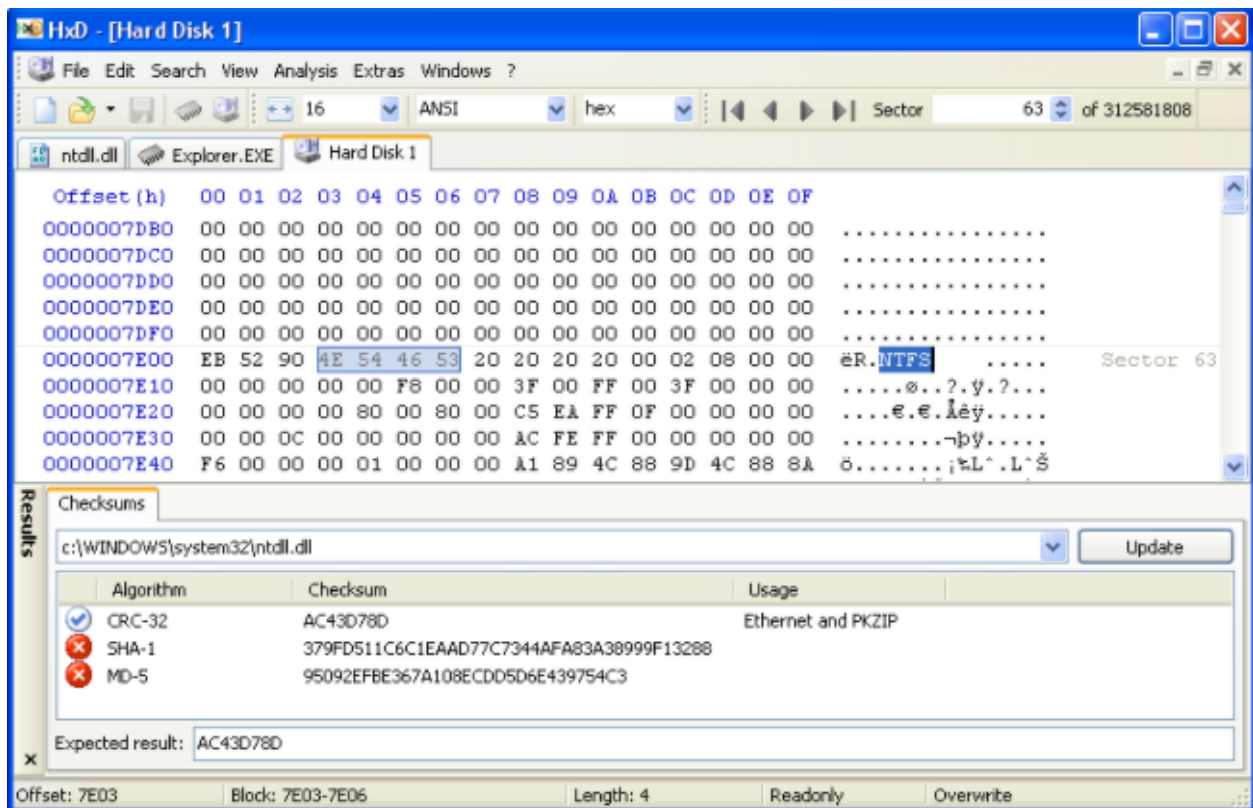 HxD - [Hard Disk 1]
File Edit Search View Analysis Extras Windows ?
16 ANSI hex Sector 63 of 312581808
ntdll.dll Explorer.EXE Hard Disk 1
Offset(h) 00 01 02 03 04 05 06 07 08 09 0A 0B 0C 0D 0E 0F
0000007DB0 00 00 00 00 00 00 00 00 00 00 00 00 00 00 00 00 ................
0000007DC0 00 00 00 00 00 00 00 00 00 00 00 00 00 00 00 00 ................
0000007DD0 00 00 00 00 00 00 00 00 00 00 00 00 00 00 00 00 ................
0000007DE0 00 00 00 00 00 00 00 00 00 00 00 00 00 00 00 00 ................
0000007DF0 00 00 00 00 00 00 00 00 00 00 00 00 00 00 00 00 ................
0000007E00 EB 52 90 4E 54 46 53 20 20 20 20 00 02 08 00 00 ëR.NTFS ..... Sector 63
0000007E10 00 00 00 00 00 F8 00 00 3F 00 FF 00 3F 00 00 00 .....ø..?.ÿ.?...
0000007E20 00 00 00 00 80 00 80 00 C5 EA FF 0F 00 00 00 00 ....€.€.Åêÿ.....
0000007E30 00 00 0C 00 00 00 00 00 AC FE FF 00 00 00 00 00 ........¬þÿ.....
0000007E40 F6 00 00 00 01 00 00 00 A1 89 4C 88 9D 4C 88 8A ö.......¡‰Lˆ.LˆŠ
Results
Checksums
c:\WINDOWS\system32\ntdll.dll Update
Algorithm Checksum Usage
CRC-32 AC43D78D Ethernet and PKZIP
SHA-1 379FD511C6C1EAAD77C7344AFA83A38999F13288
MD-5 95092EFBE367A108ECDD5D6E439754C3
Expected result: AC43D78D
Offset: 7E03 Block: 7E03-7E06 Length: 4 Readonly Overwrite